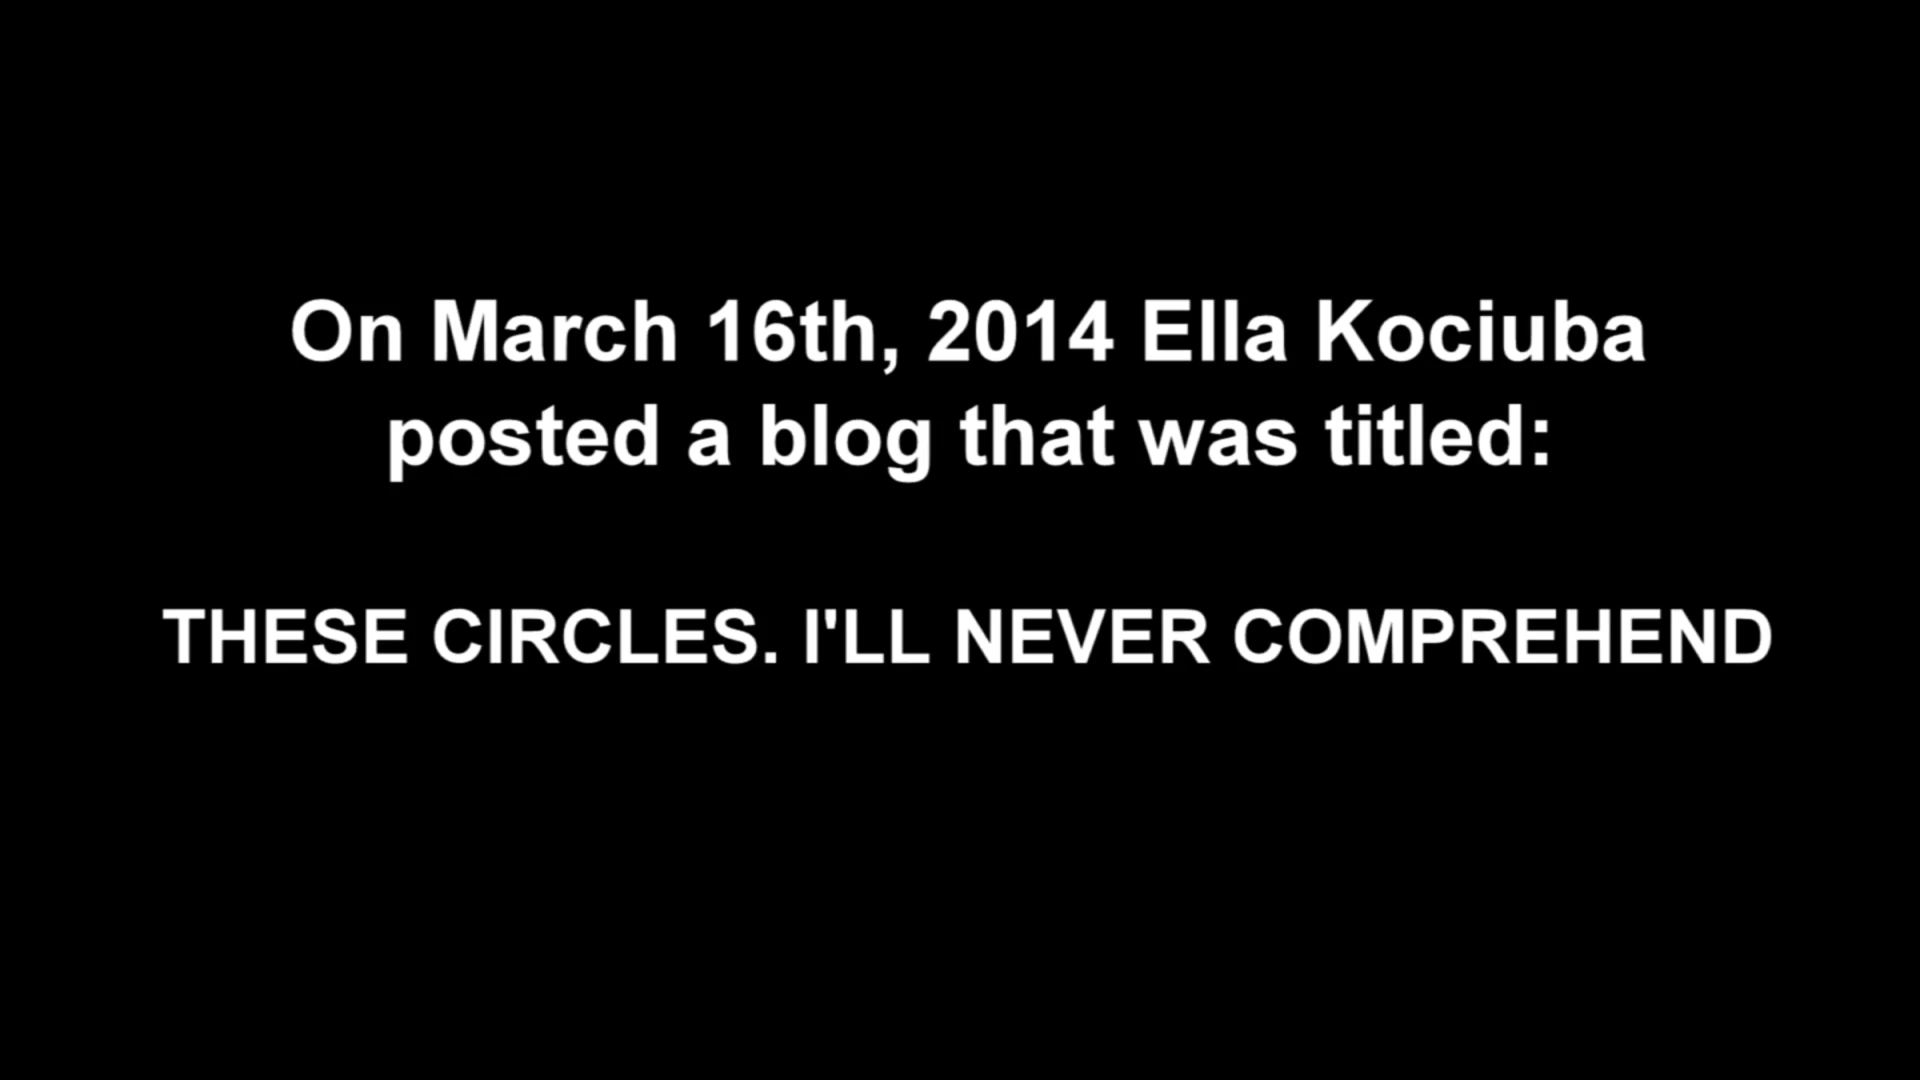 On March 16th, 2014 Ella Kociuba
posted a blog that was titled:
THESE CIRCLES. I'LL NEVER COMPREHEND